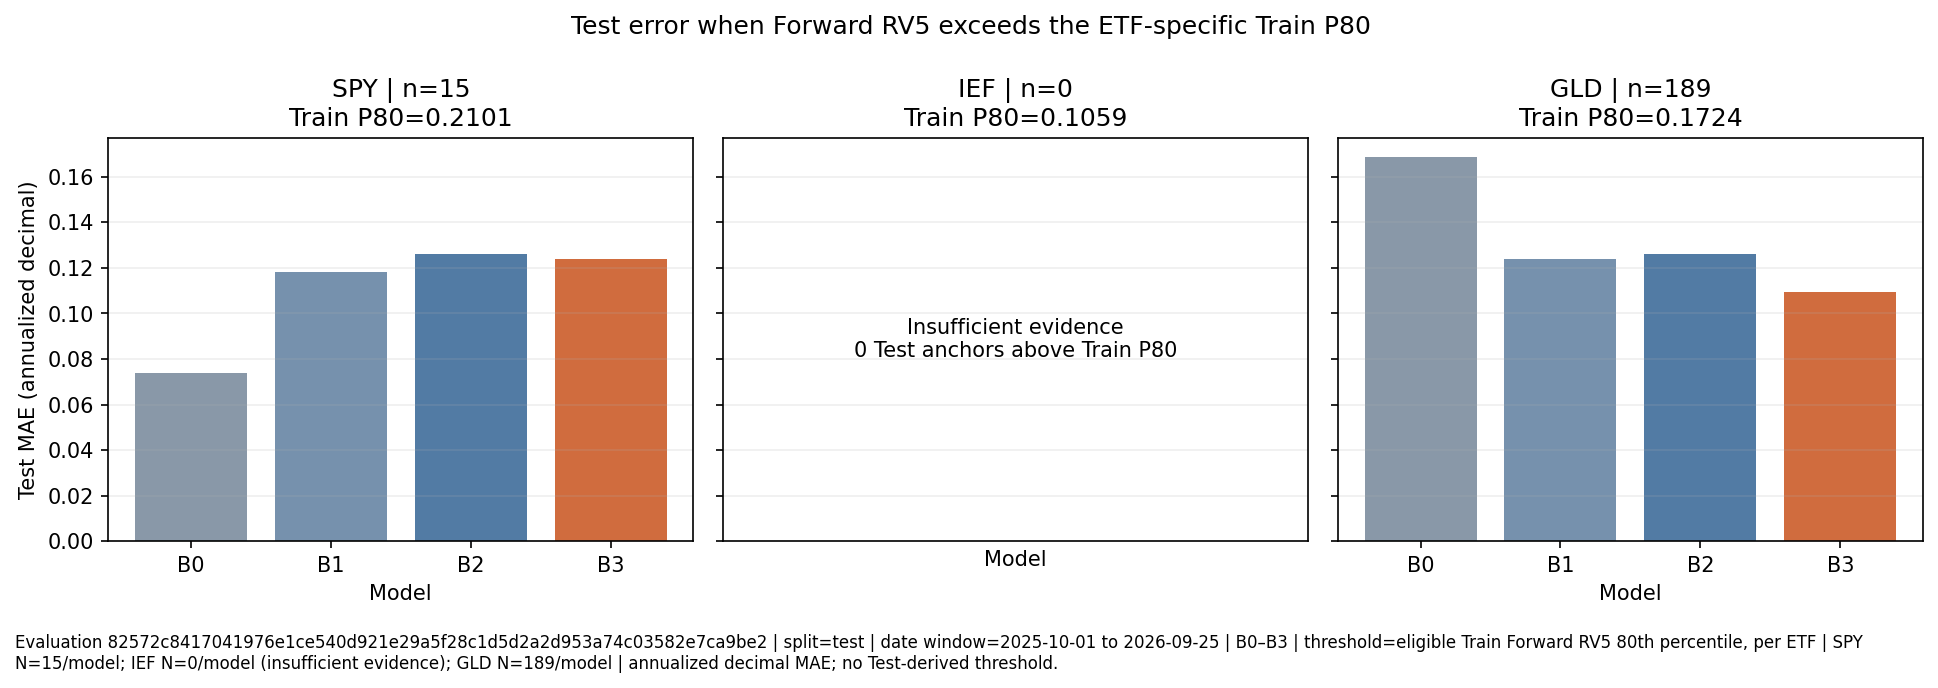 Test error when Forward RV5 exceeds the ETF-specific Train P80
SPY | n=15
Train P80=0.2101
IEF | n=0
Train P80=0.1059
GLD | n=189
Train P80=0.1724
Test MAE (annualized decimal)
0.16
0.14
0.12
0.10
0.08
0.06
0.04
0.02
0.00
B0 B1 B2 B3
Model
Insufficient evidence
0 Test anchors above Train P80
Model
B0 B1 B2 B3
Model
Evaluation 82572c8417041976e1ce540d921e29a5f28c1d5d2a2d953a74c03582e7ca9be2 | split=test | date window=2025-10-01 to 2026-09-25 | B0–B3 | threshold=eligible Train Forward RV5 80th percentile, per ETF | SPY
N=15/model; IEF N=0/model (insufficient evidence); GLD N=189/model | annualized decimal MAE; no Test-derived threshold.